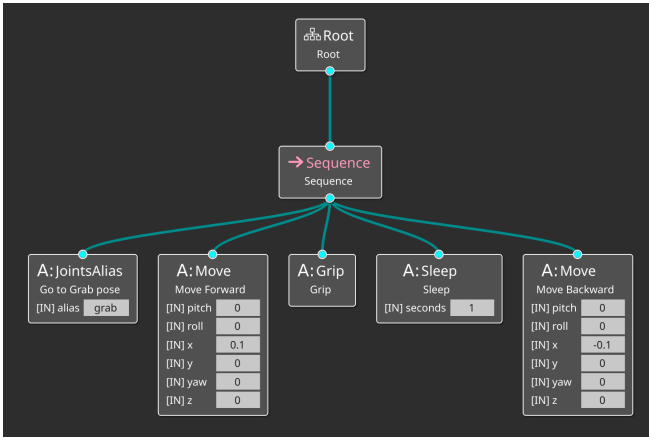 Root
Root
Sequence
Sequence
A: JointsAlias
Go to Grab pose
[IN] alias grab
A: Move
Move Forward
[IN] pitch 0
[IN] roll 0
[IN] x 0.1
[IN] y 0
[IN] yaw 0
[IN] z 0
A: Grip
Grip
A: Sleep
Sleep
[IN] seconds 1
A: Move
Move Backward
[IN] pitch 0
[IN] roll 0
[IN] x -0.1
[IN] y 0
[IN] yaw 0
[IN] z 0